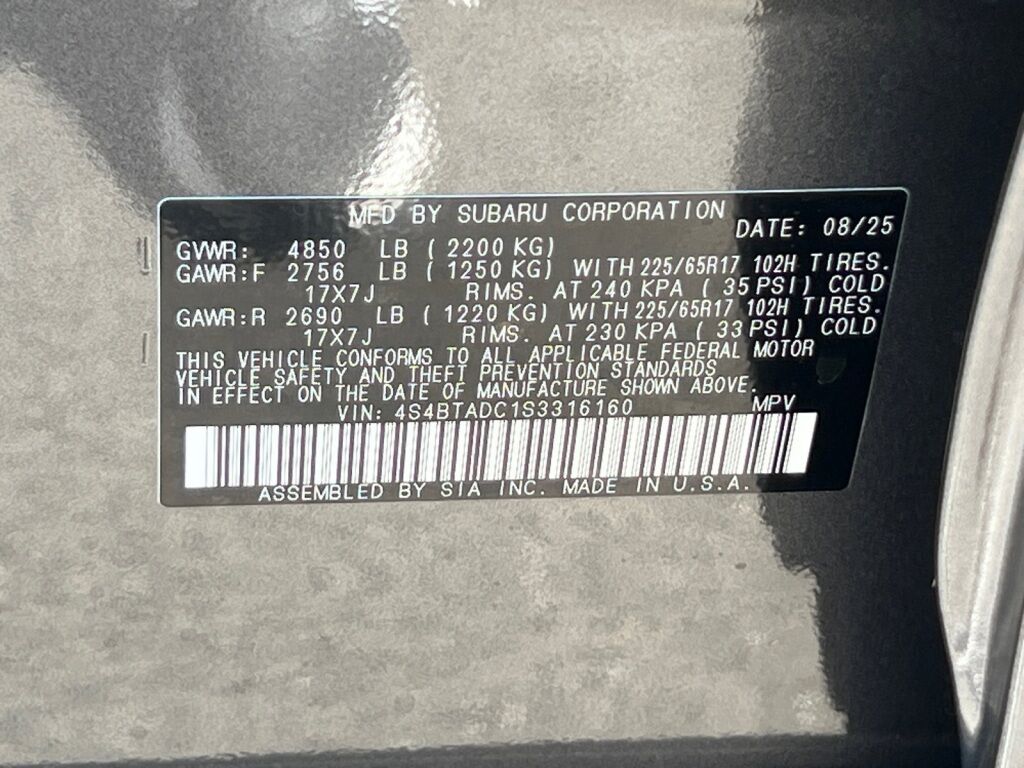 MFD BY SUBARU CORPORATION DATE: 08/25
GVWR: 4850 LB ( 2200 KG)
GAWR:F 2756 LB ( 1250 KG) WITH 225/65R17 102H TIRES.
17X7J RIMS. AT 240 KPA ( 35 PSI) COLD
GAWR:R 2690 LB ( 1220 KG) WITH 225/65R17 102H TIRES.
17X7J RIMS. AT 230 KPA ( 33 PSI) COLD
THIS VEHICLE CONFORMS TO ALL APPLICABLE FEDERAL MOTOR
VEHICLE SAFETY AND THEFT PREVENTION STANDARDS
IN EFFECT ON THE DATE OF MANUFACTURE SHOWN ABOVE.
VIN: 4S4BTADC1S3316160 MPV
ASSEMBLED BY SIA INC. MADE IN U.S.A.